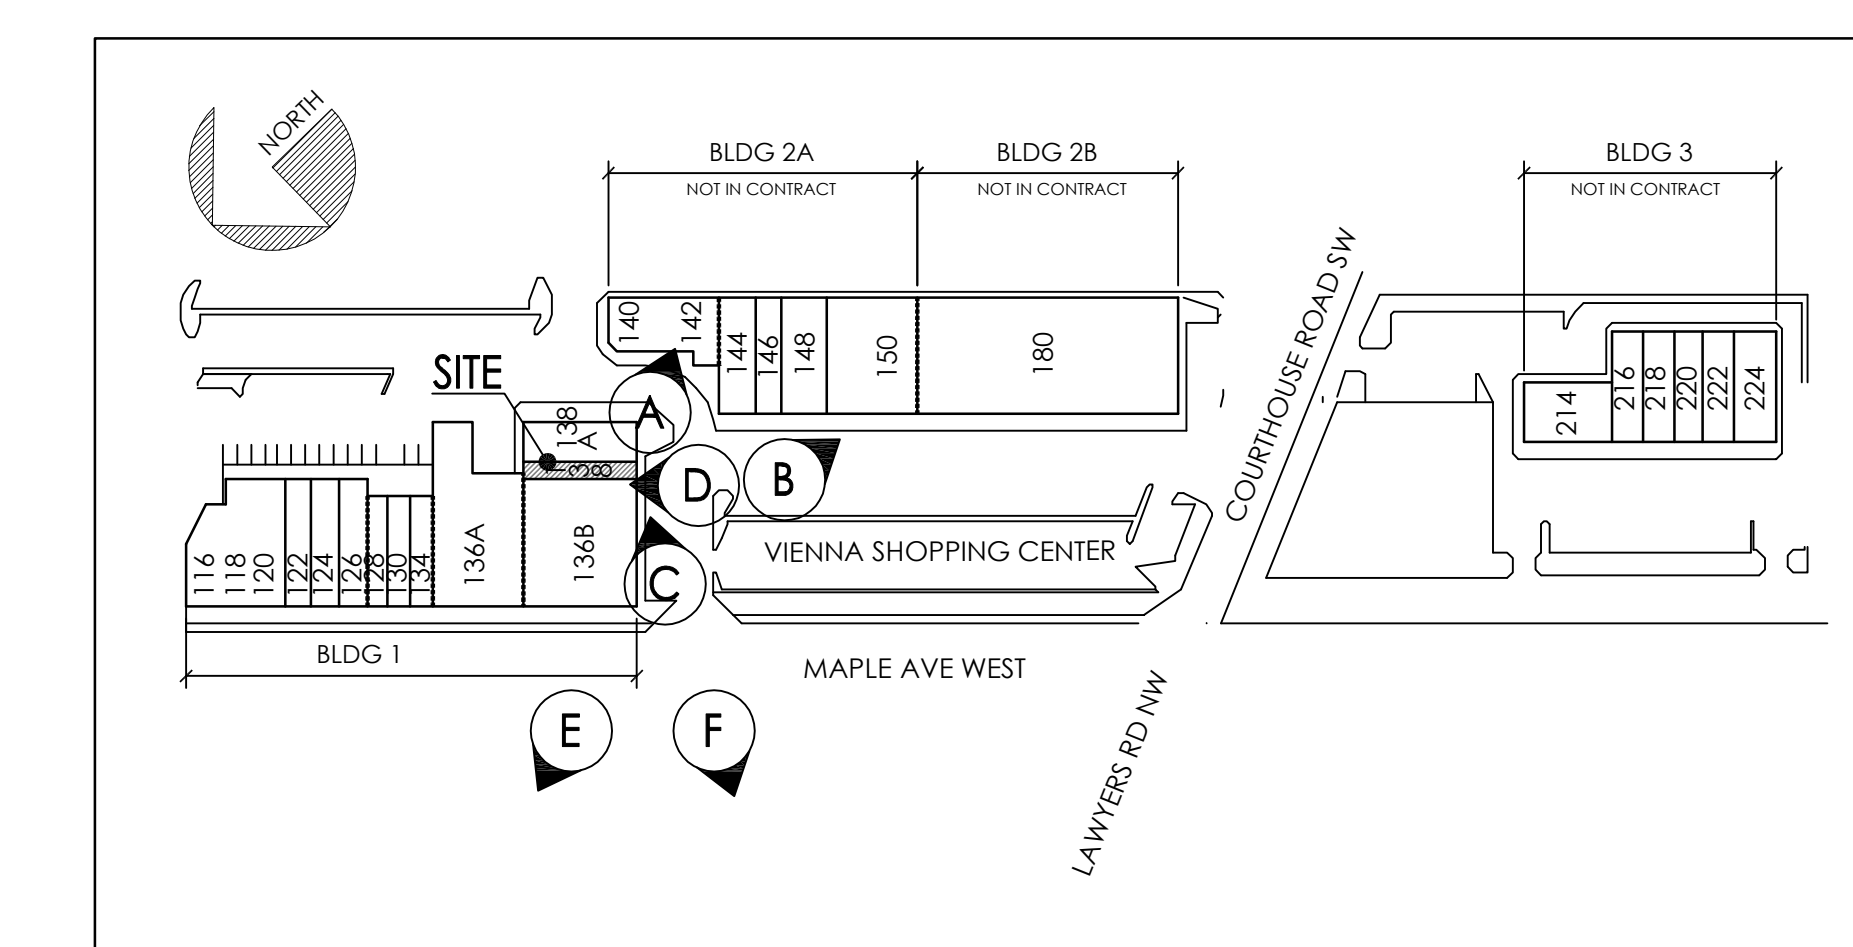 NORTH
BLDG 2A
BLDG 2B
BLDG 3
NOT IN CONTRACT
NOT IN CONTRACT
NOT IN CONTRACT
COURTHOUSE ROAD SW
140
142
144
146
148
150
180
214
216
218
220
222
224
SITE
138
A
138
A
D
B
C
116
118
120
122
124
126
128
130
134
136A
136B
VIENNA SHOPPING CENTER
BLDG 1
MAPLE AVE WEST
LAWYERS RD NW
E
F